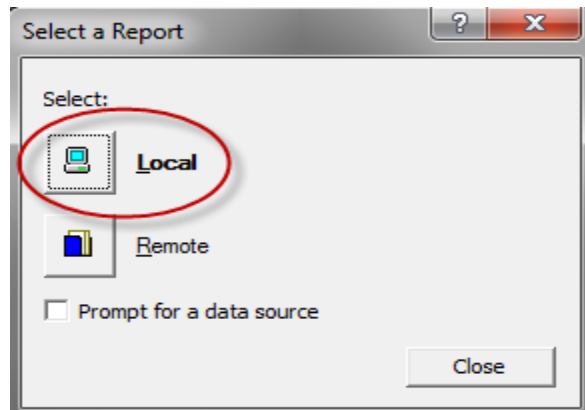 Select a Report
?
X
Select:
Local
Remote
Prompt for a data source
Close